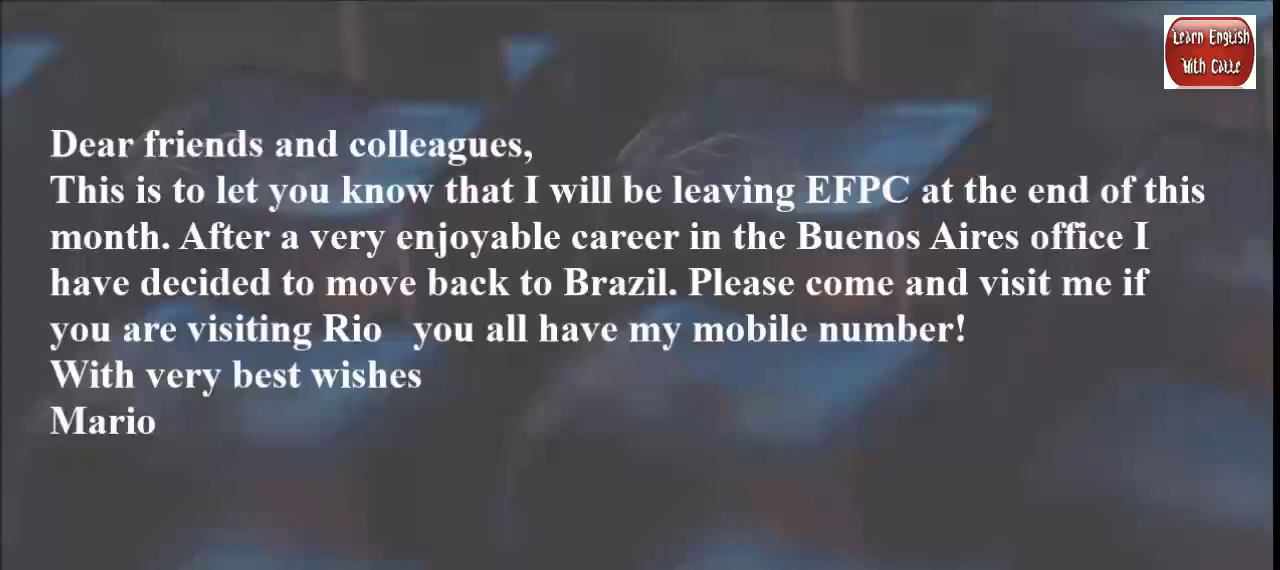 Learn English
With Cattc
Dear friends and colleagues,
This is to let you know that I will be leaving EFPC at the end of this
month. After a very enjoyable career in the Buenos Aires office I
have decided to move back to Brazil. Please come and visit me if
you are visiting Rio   you all have my mobile number!
With very best wishes
Mario